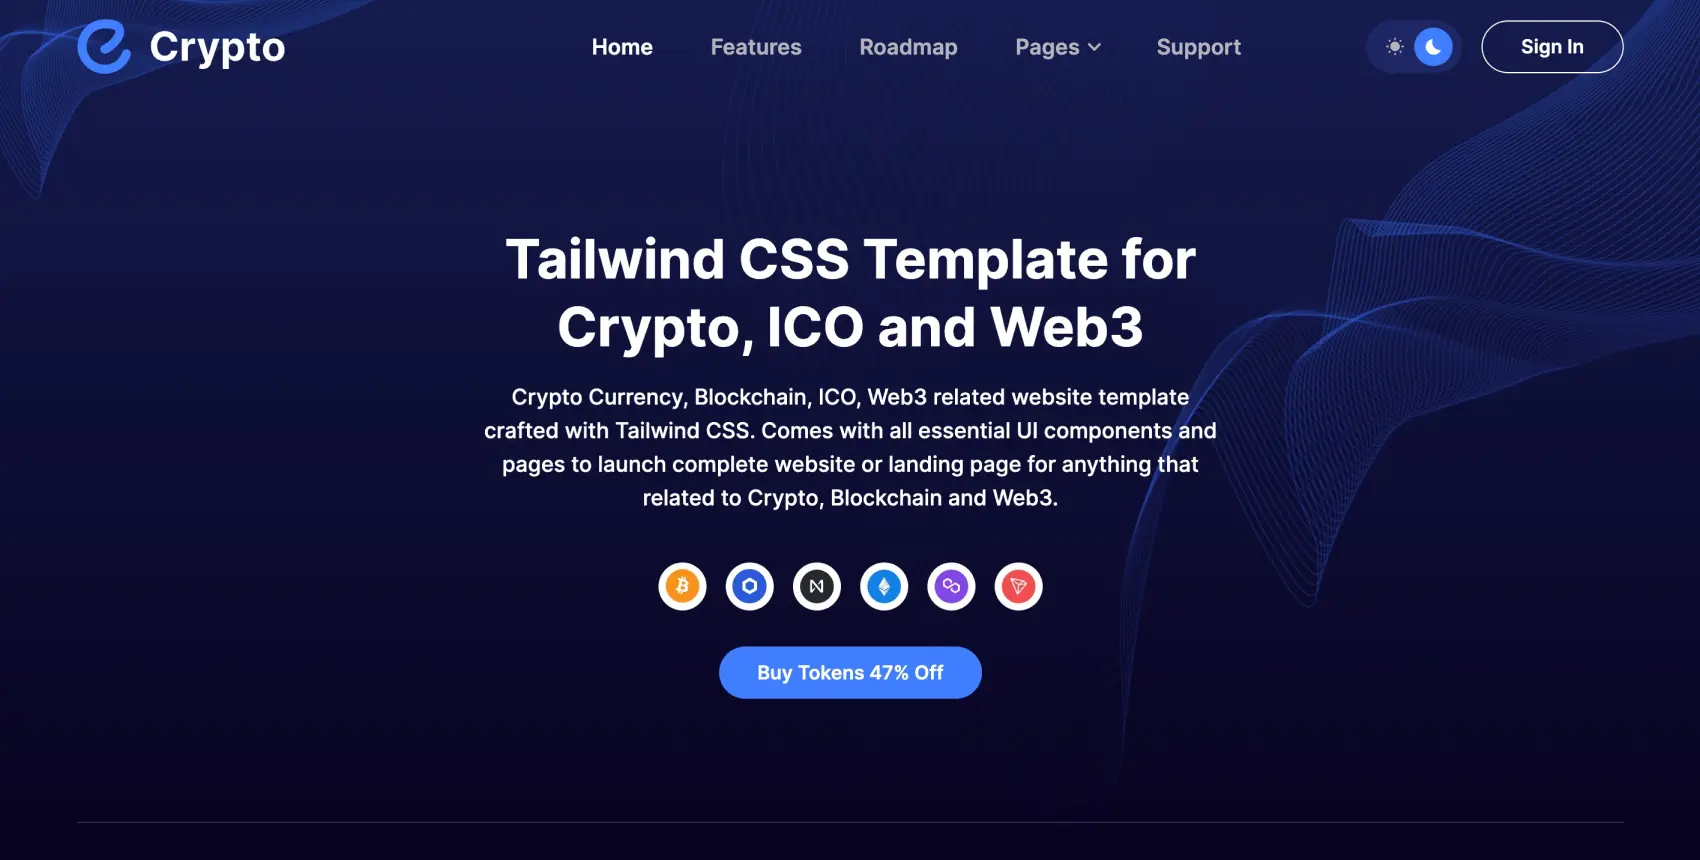 Crypto
Home Features Roadmap Pages Support
Sign In
Tailwind CSS Template for
Crypto, ICO and Web3
Crypto Currency, Blockchain, ICO, Web3 related website template
crafted with Tailwind CSS. Comes with all essential UI components and
pages to launch complete website or landing page for anything that
related to Crypto, Blockchain and Web3.
Buy Tokens 47% Off